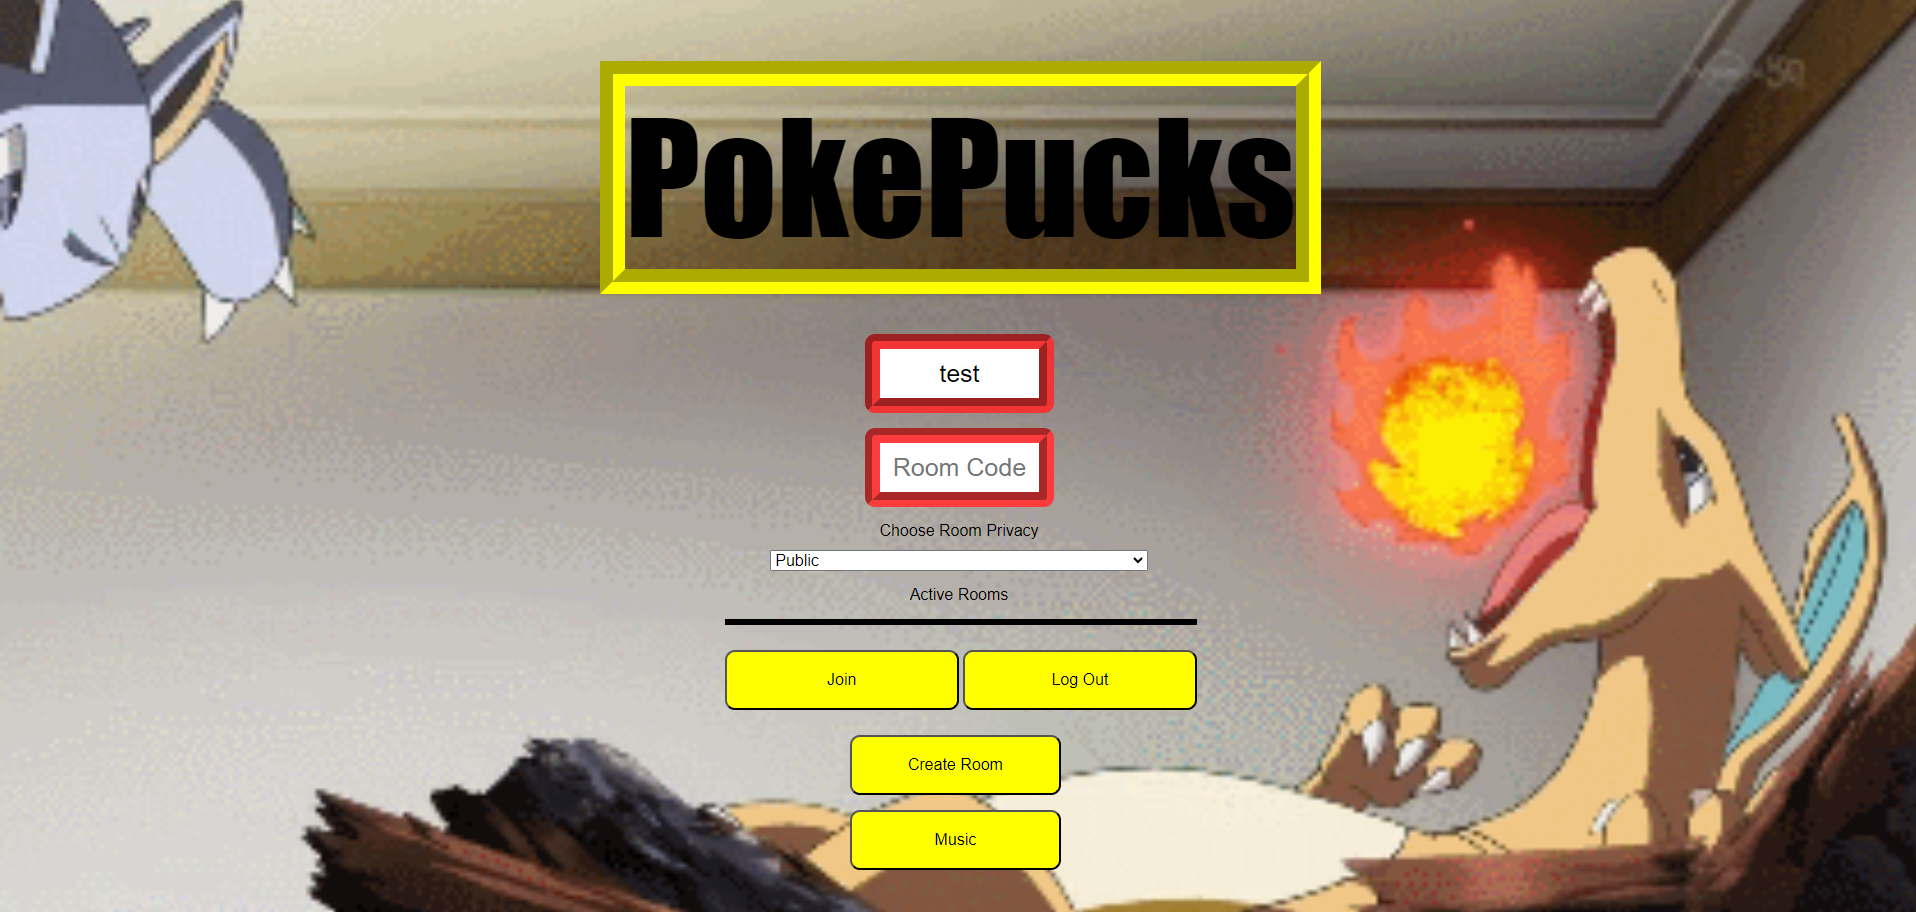 PokePucks
test
Room Code
Choose Room Privacy
Public
Active Rooms
Join Log Out
Create Room
Music